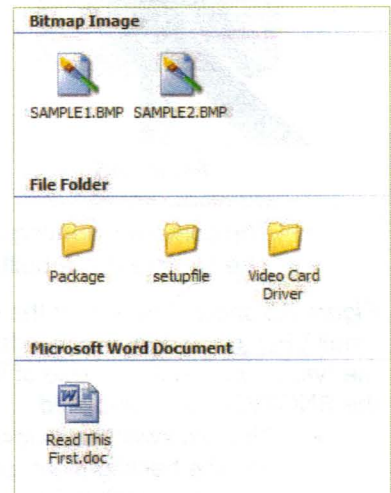 Bitmap Image
SAMPLE1.BMP SAMPLE2.BMP
File Folder
Package setupfile Video Card
Driver
Microsoft Word Document
Read This
First.doc